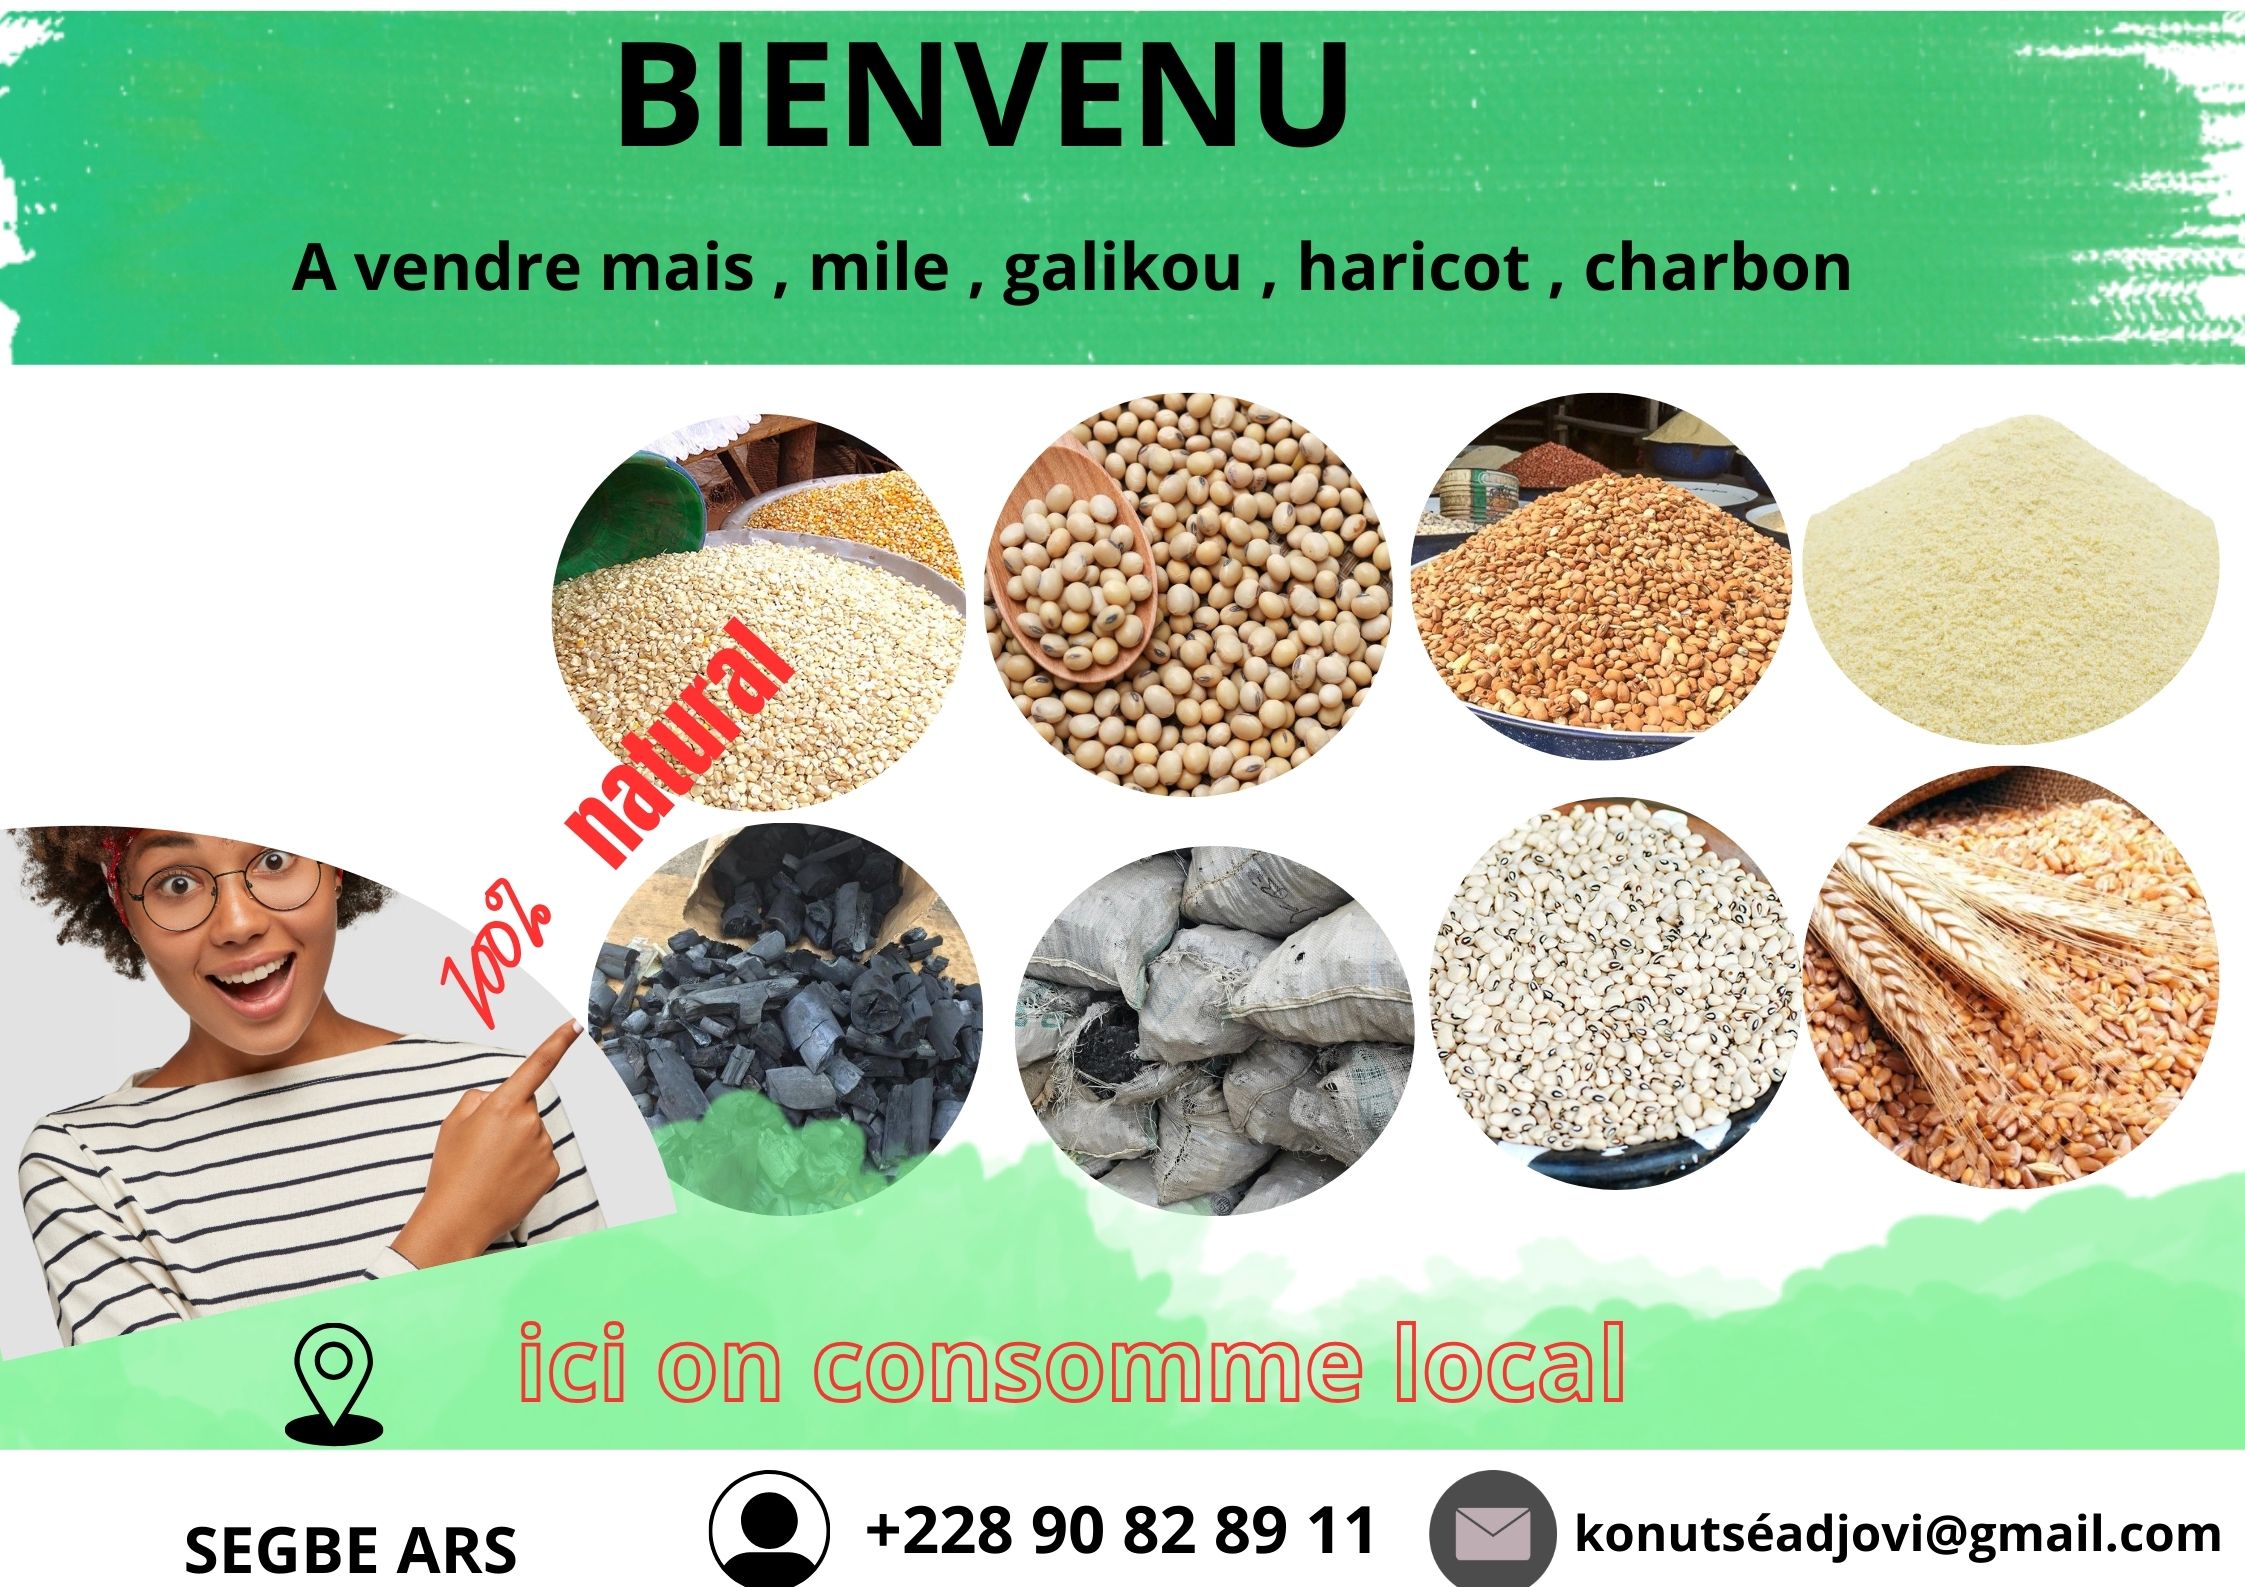 BIENVENU
A vendre mais , mile , galikou , haricot , charbon
100% natural
ici on consomme local
SEGBE ARS
+228 90 82 89 11
konutséadjovi@gmail.com